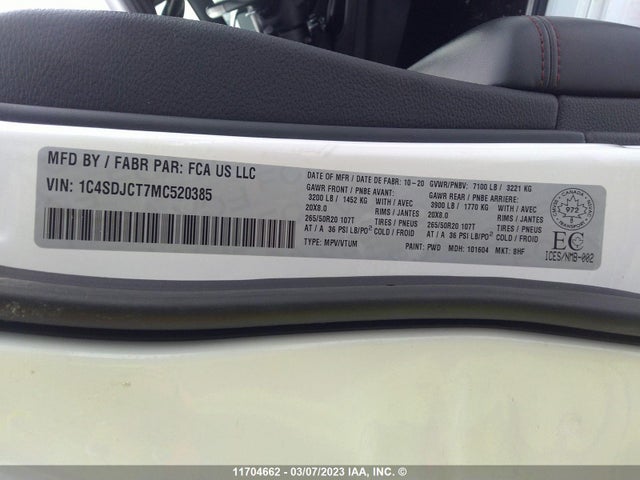 MFD BY / FABR PAR: FCA US LLC
VIN: 1C4SDJCT7MC520385
DATE OF MFR / DATE DE FABR: 10-20 GVWR/PNBV: 7100 LB / 3221 KG
GAWR FRONT / PNBE AVANT:
3200 LB / 1452 KG WITH / AVEC
20X8.0 RIMS / JANTES
265/50R20 107T TIRES / PNEUS
AT / A 36 PSI LB/PO² COLD / FROID
GAWR REAR / PNBE ARRIERE:
3900 LB / 1770 KG WITH / AVEC
20X8.0 RIMS / JANTES
265/50R20 107T TIRES / PNEUS
AT / A 36 PSI LB/PO² COLD / FROID
TYPE: MPV/VTUM PAINT: PWD MDH: 101604 MKT: BHF
CANADA
972
TRANSPORT
EC
ICES/NMB-002
11704662 - 03/07/2023 IAA, INC. ©